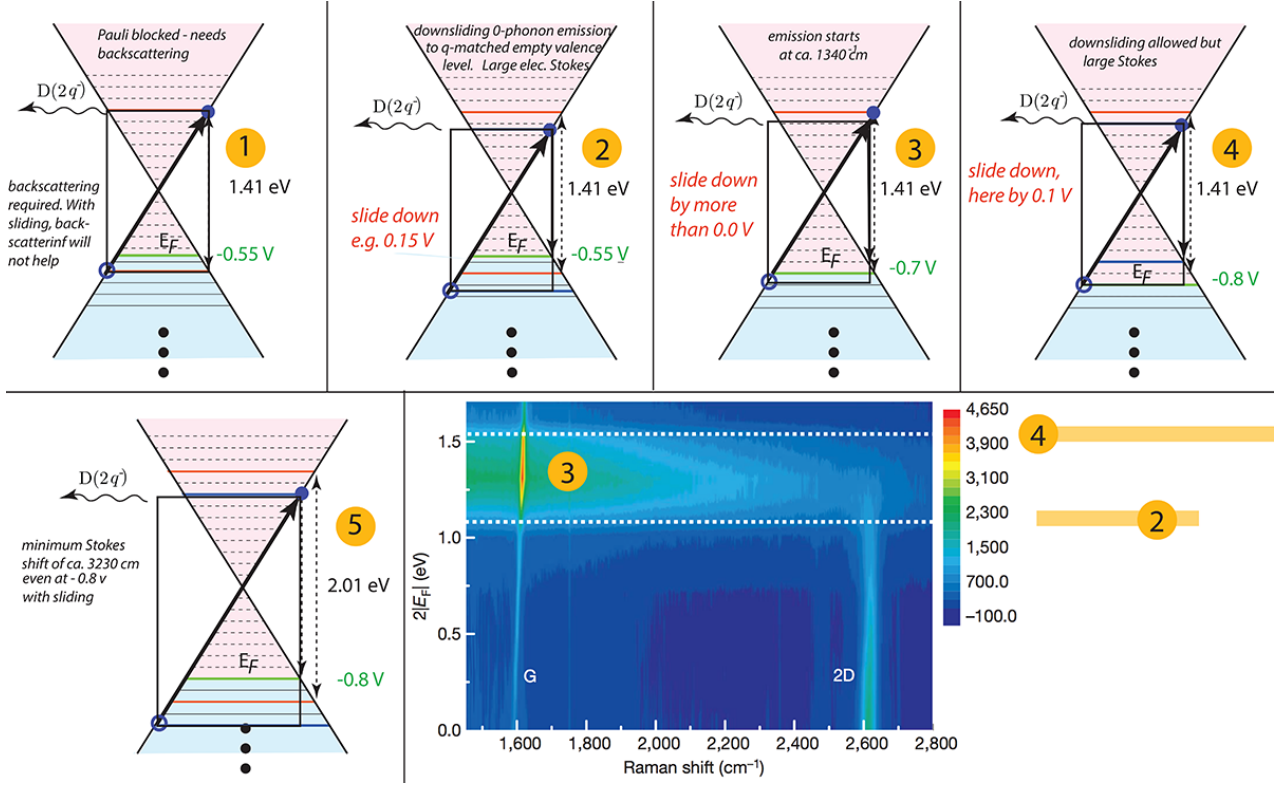 Pauli blocked - needs
backscattering
D(2q-)
1
1.41 eV
backscattering
required. With
sliding, back-
scatterinf will
not help
EF
-0.55 V
downsliding 0-phonon emission
to q-matched empty valence
level. Large elec. Stokes
D(2q-)
2
1.41 eV
slide down
e.g. 0.15 V
EF
-0.55 V
emission starts
at ca. 1340 cm-1
D(2q-)
3
1.41 eV
slide down
by more
than 0.0 V
EF
-0.7 V
downsliding allowed but
large Stokes
D(2q-)
4
1.41 eV
slide down,
here by 0.1 V
EF
-0.8 V
D(2q-)
5
minimum Stokes
shift of ca. 3230 cm
even at - 0.8 v
with sliding
2.01 eV
EF
-0.8 V
2|EF| (eV)
1.5
1.0
0.5
0.0
3
G
2D
1,600
1,800
2,000
2,200
2,400
2,600
2,800
Raman shift (cm−1)
4,650
3,900
3,100
2,300
1,500
700.0
−100.0
4
2